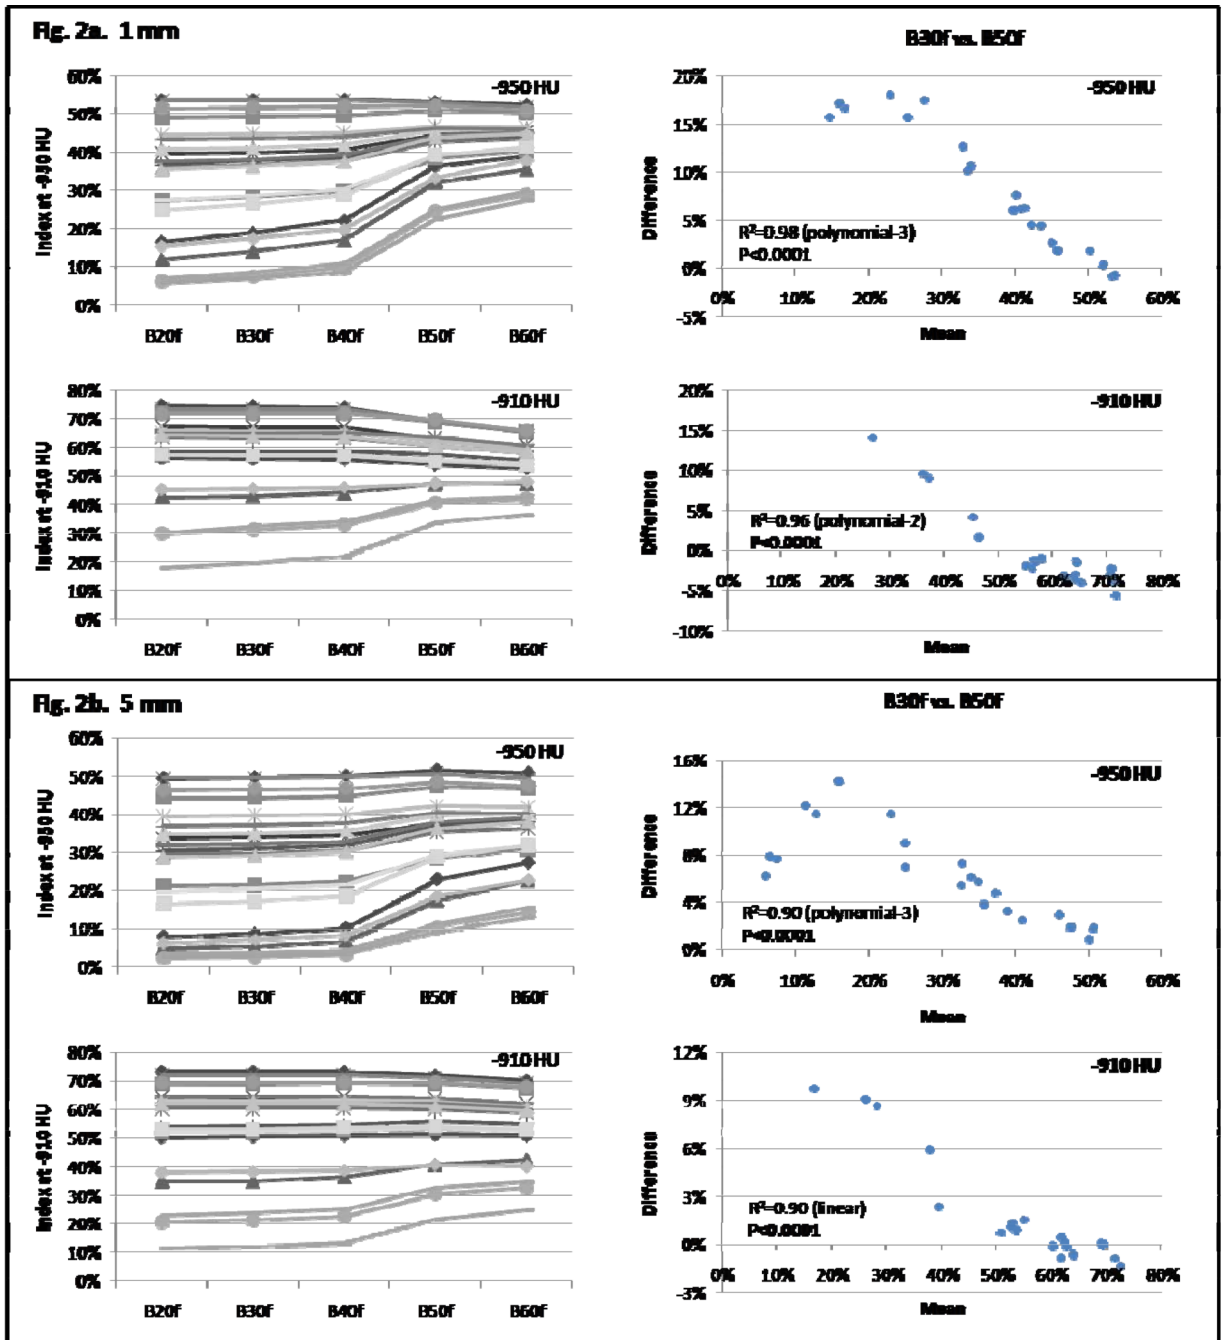 Fig. 2a. 1 mm
B30f vs. B50f
-950 HU
60%
50%
40%
30%
20%
10%
0%
Index at -950 HU
B20f B30f B40f B50f B60f
-950 HU
20%
15%
10%
5%
0%
-5%
Difference
R²=0.98 (polynomial-3)
P<0.0001
0% 10% 20% 30% 40% 50% 60%
Mean
-910 HU
80%
70%
60%
50%
40%
30%
20%
10%
0%
Index at -910 HU
B20f B30f B40f B50f B60f
-910 HU
20%
15%
10%
5%
0%
-5%
-10%
Difference
R²=0.96 (polynomial-2)
P<0.0001
0% 10% 20% 30% 40% 50% 60% 70% 80%
Mean
Fig. 2b. 5 mm
B30f vs. B50f
-950 HU
60%
50%
40%
30%
20%
10%
0%
Index at -950 HU
B20f B30f B40f B50f B60f
-950 HU
16%
12%
8%
4%
0%
Difference
R²=0.90 (polynomial-3)
P<0.0001
0% 10% 20% 30% 40% 50% 60%
Mean
-910 HU
80%
70%
60%
50%
40%
30%
20%
10%
0%
Index at -910 HU
B20f B30f B40f B50f B60f
-910 HU
12%
9%
6%
3%
0%
-3%
Difference
R²=0.90 (linear)
P<0.0001
0% 10% 20% 30% 40% 50% 60% 70% 80%
Mean